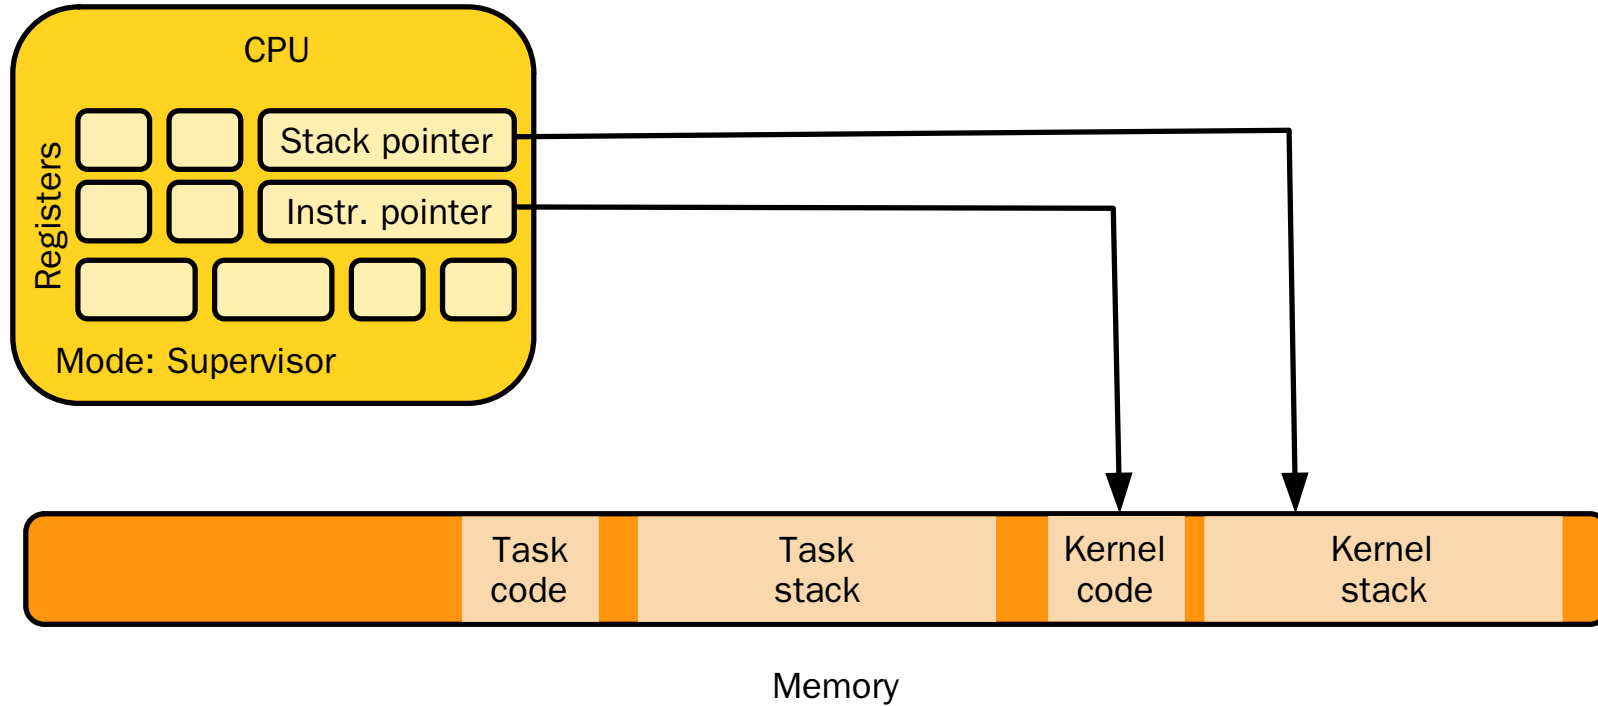 CPU
Registers
Stack pointer
Instr. pointer
Mode: Supervisor
Task
code
Task
stack
Kernel
code
Kernel
stack
Memory